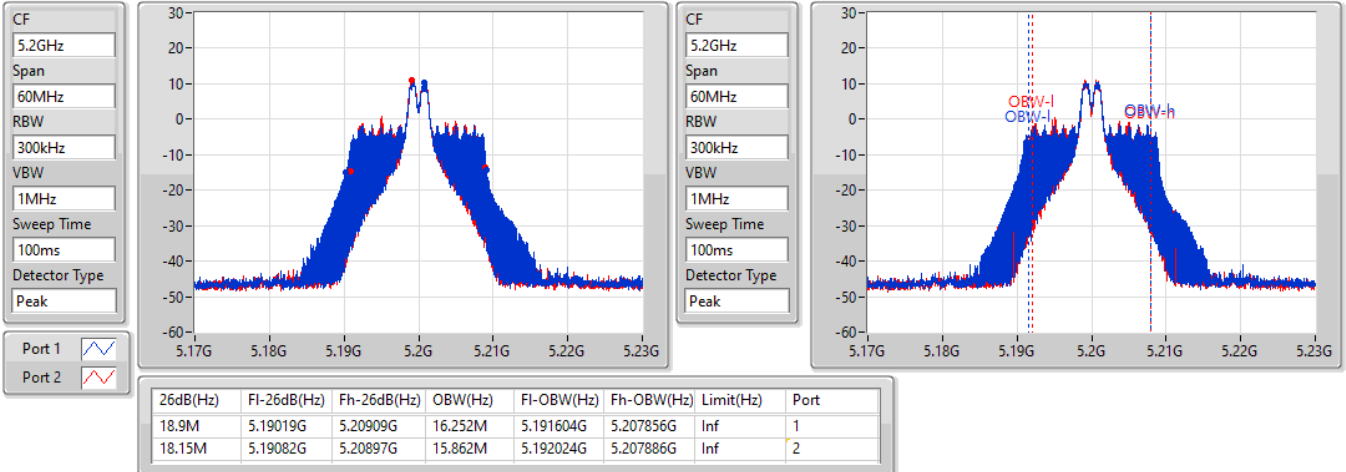 CF
5.2GHz
Span
60MHz
RBW
300kHz
VBW
1MHz
Sweep Time
100ms
Detector Type
Peak
Port 1
Port 2
30
20
10
0
-10
-20
-30
-40
-50
-60
5.17G 5.18G 5.19G 5.2G 5.21G 5.22G 5.23G
CF
5.2GHz
Span
60MHz
RBW
300kHz
VBW
1MHz
Sweep Time
100ms
Detector Type
Peak
30
20
10
0
-10
-20
-30
-40
-50
-60
OBW-l
OBW-l
OBW-h
5.17G 5.18G 5.19G 5.2G 5.21G 5.22G 5.23G
26dB(Hz) Fl-26dB(Hz) Fh-26dB(Hz) OBW(Hz) Fl-OBW(Hz) Fh-OBW(Hz) Limit(Hz) Port
18.9M 5.19019G 5.20909G 16.252M 5.191604G 5.207856G Inf 1
18.15M 5.19082G 5.20897G 15.862M 5.192024G 5.207886G Inf 2